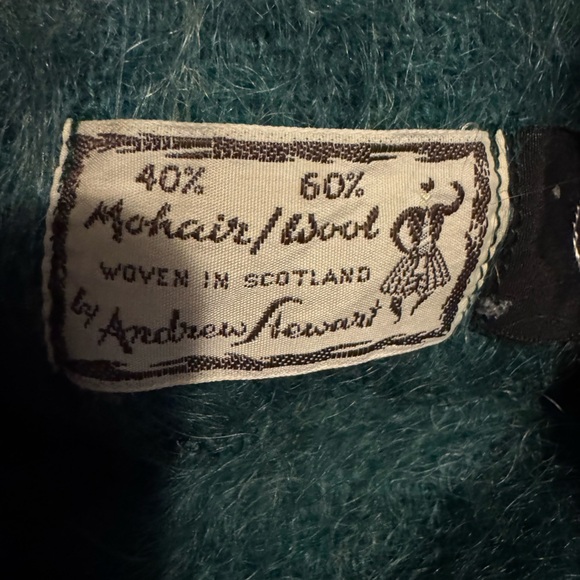 40% 60%
Mohair/Wool
WOVEN IN SCOTLAND
by Andrew Stewart